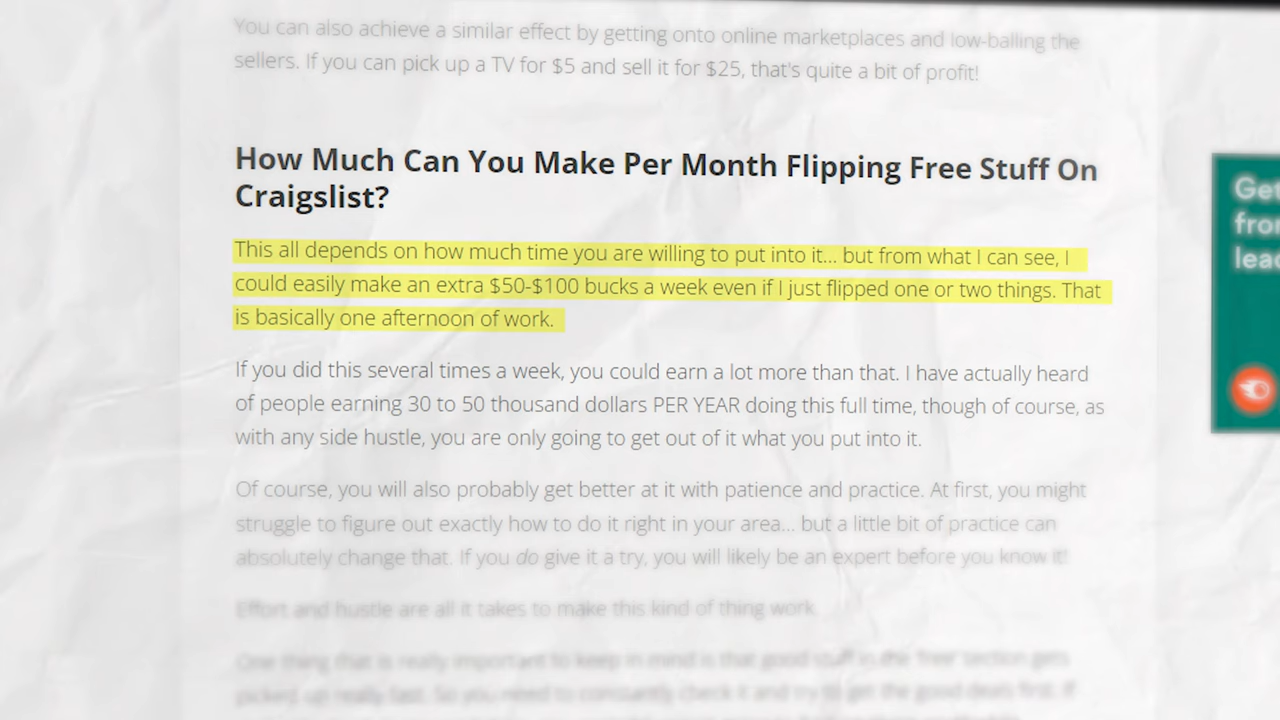 You can also achieve a similar effect by getting onto online marketplaces and low-balling the
sellers. If you can pick up a TV for $5 and sell it for $25, that's quite a bit of profit!
How Much Can You Make Per Month Flipping Free Stuff On
Craigslist?
This all depends on how much time you are willing to put into it... but from what I can see, I
could easily make an extra $50-$100 bucks a week even if I just flipped one or two things. That
is basically one afternoon of work.
If you did this several times a week, you could earn a lot more than that. I have actually heard
of people earning 30 to 50 thousand dollars PER YEAR doing this full time, though of course, as
with any side hustle, you are only going to get out of it what you put into it.
Of course, you will also probably get better at it with patience and practice. At first, you might
struggle to figure out exactly how to do it right in your area... but a little bit of practice can
absolutely change that. If you do give it a try, you will likely be an expert before you know it!
Effort and hustle are all it takes to make this kind of thing work.
One thing that is really important to keep in mind is that good stuff in the 'free' section gets
picked up really fast. So you need to constantly check it and try to get the good deals first. If
Get
from
lead